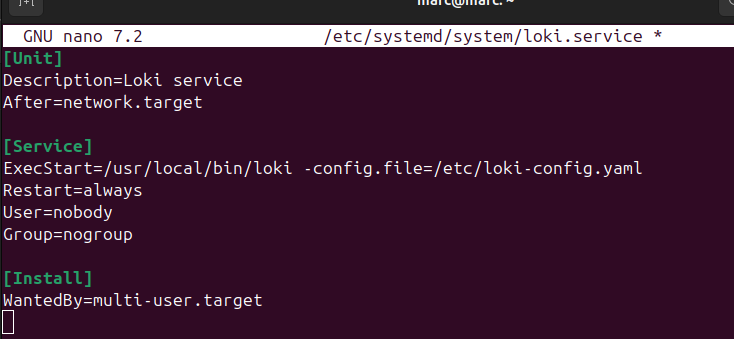 marc@marc: ~
GNU nano 7.2 /etc/systemd/system/loki.service *
[Unit]
Description=Loki service
After=network.target
[Service]
ExecStart=/usr/local/bin/loki -config.file=/etc/loki-config.yaml
Restart=always
User=nobody
Group=nogroup
[Install]
WantedBy=multi-user.target